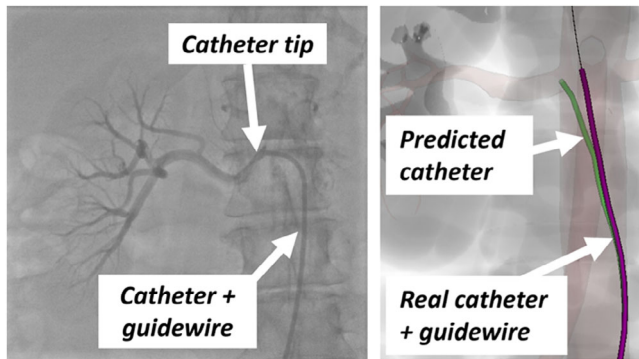 Catheter tip
Catheter +
guidewire
Predicted
catheter
Real catheter
+ guidewire